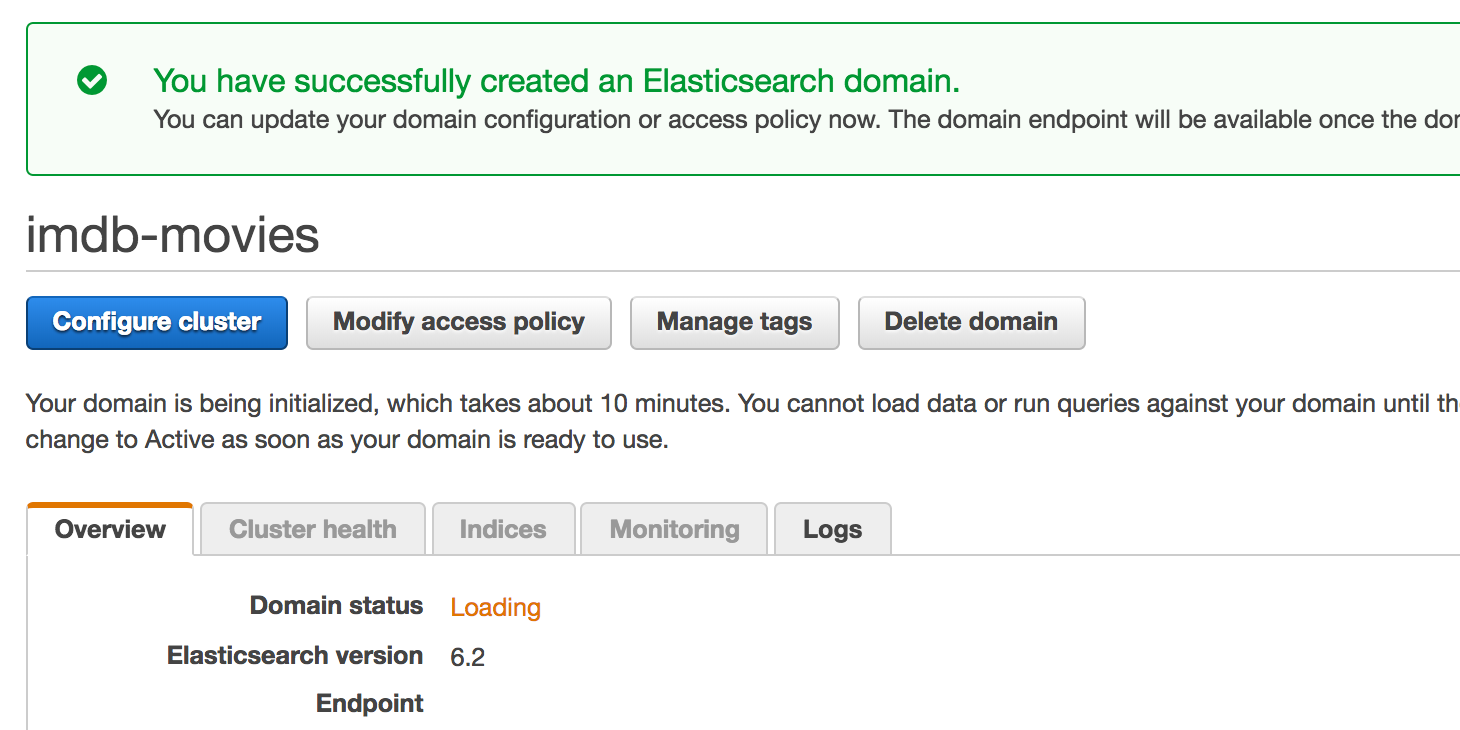 You have successfully created an Elasticsearch domain.
You can update your domain configuration or access policy now. The domain endpoint will be available once the
imdb-movies
Configure cluster Modify access policy Manage tags Delete domain
Your domain is being initialized, which takes about 10 minutes. You cannot load data or run queries against your domain until
change to Active as soon as your domain is ready to use.
Overview Cluster health Indices Monitoring Logs
Domain status Loading
Elasticsearch version 6.2
Endpoint